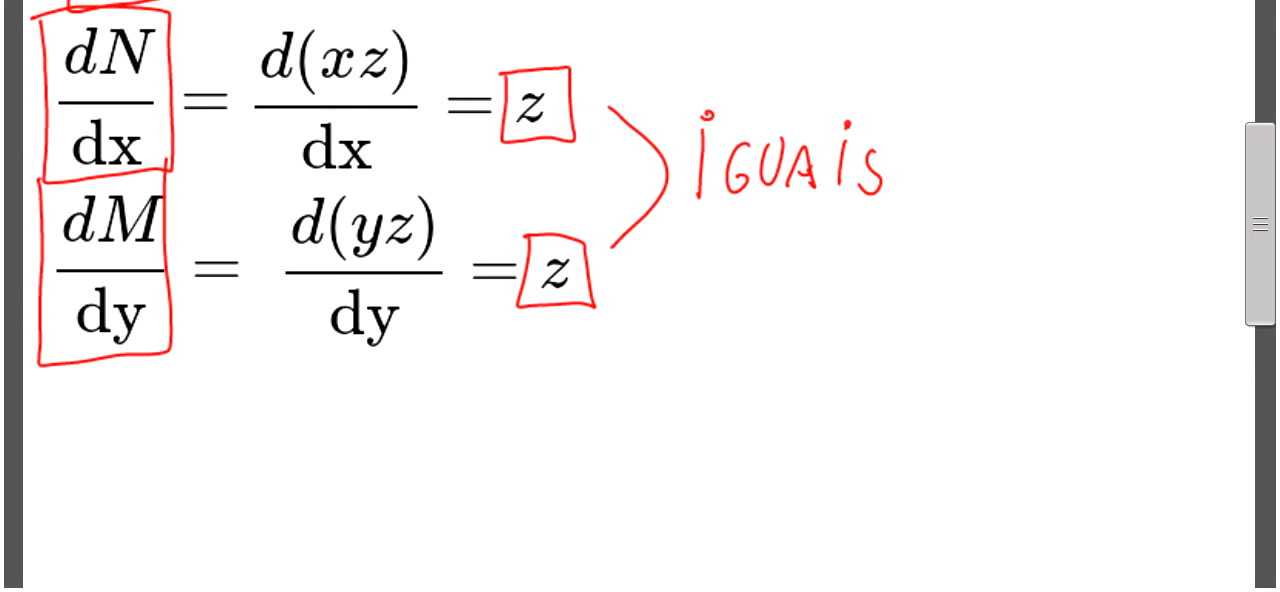 dN/dx = d(xz)/dx = z
iGUAiS
dM/dy = d(yz)/dy = z